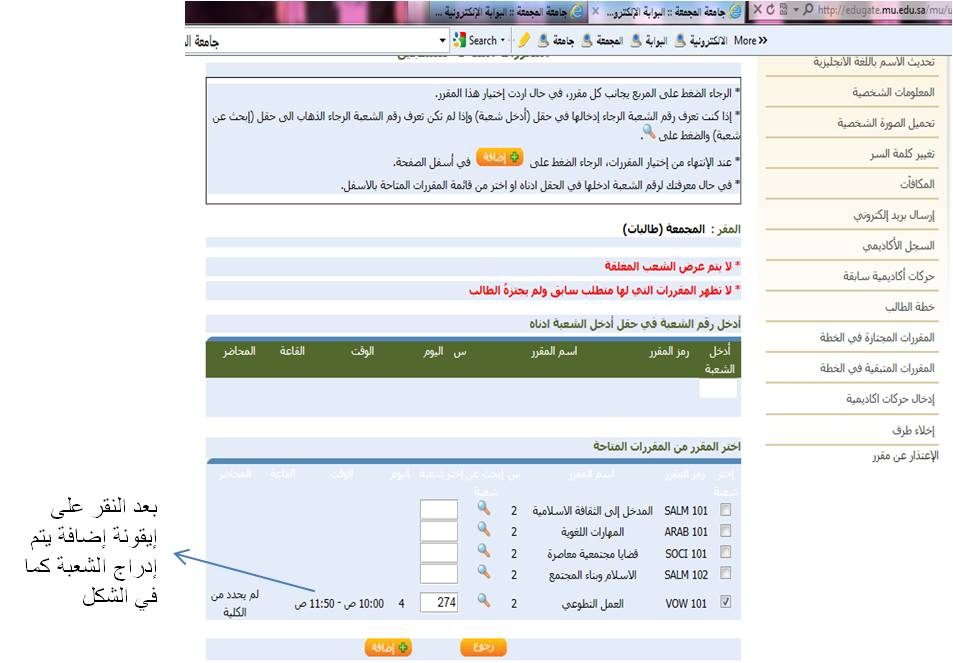 جامعة المجمعة :: البوابة الإلكترونية ...
جامعة المجمعة :: البوابة الإلكترو...
http://edugate.mu.edu.sa/mu/u
Search
جامعة
المجمعة
البوابة
الالكترونية
More »
تحديث الاسم باللغة الانجليزية
المعلومات الشخصية
تحميل الصورة الشخصية
تغيير كلمة السر
المكافآت
إرسال بريد إلكتروني
السجل الأكاديمي
حركات أكاديمية سابقة
خطة الطالب
المقررات المجتازة في الخطة
المقررات المتبقية في الخطة
إدخال حركات اكاديمية
إخلاء طرف
الإعتذار عن مقرر
* الرجاء الضغط على المربع بجانب كل مقرر، في حال اردت إختيار هذا المقرر.
* إذا كنت تعرف رقم الشعبة الرجاء إدخالها في حقل (أدخل شعبة) وإذا لم تكن تعرف رقم الشعبة الرجاء الذهاب الى حقل (إبحث عن
شعبة) والضغط على .
* عند الإنتهاء من إختيار المقررات، الرجاء الضغط على إضافة في أسفل الصفحة.
* في حال معرفتك لرقم الشعبة ادخلها في الحقل ادناه او اختر من قائمة المقررات المتاحة بالاسفل.
المقر : المجمعة (طالبات)
* لا يتم عرض الشعب المغلقة
* لا تظهر المقررات التي لها متطلب سابق ولم يجتزهُ الطالب
أدخل رقم الشعبة في حقل أدخل الشعبة ادناه
أدخل الشعبة رمز المقرر اسم المقرر س اليوم الوقت القاعة المحاضر
اختر المقرر من المقررات المتاحة
إختر شعبة رمز المقرر اسم المقرر س إبحث عن شعبة إختر شعبة اليوم الوقت القاعة المحاضر
SALM 101 المدخل إلى الثقافة الاسلامية 2
ARAB 101 المهارات اللغوية 2
SOCI 101 قضايا مجتمعية معاصرة 2
SALM 102 الاسلام وبناء المجتمع 2
VOW 101 العمل التطوعي 2 274 4 10:00 ص - 11:50 ص لم يحدد من الكلية
رجوع
إضافة
بعد النقر على
إيقونة إضافة يتم
إدراج الشعبة كما
في الشكل